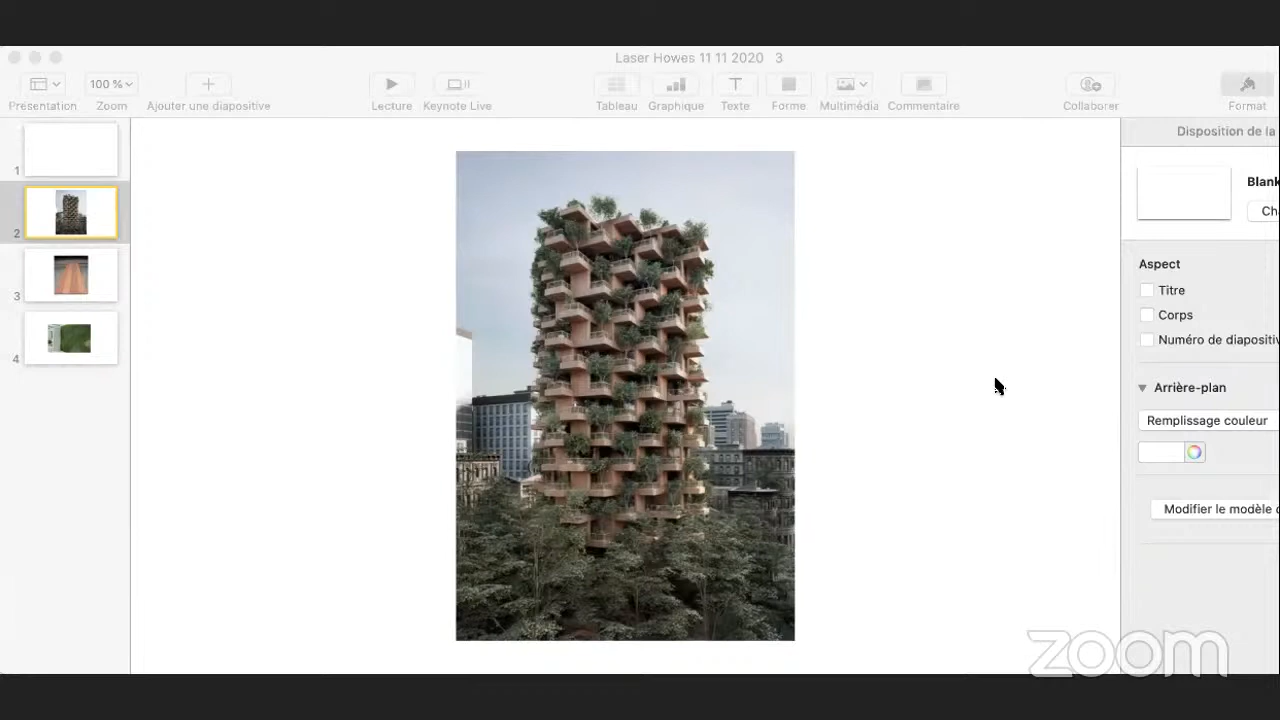 Laser Howes 11 11 2020 3
100 %
Présentation Zoom Ajouter une diapositive Lecture Keynote Live Tableau Graphique Texte Forme Multimédia Commentaire Collaborer Format
Disposition de la
1
2
3
4
Blank
Ch
Aspect
Titre
Corps
Numéro de diapositiv
Arrière-plan
Remplissage couleur
Modifier le modèle
zoom